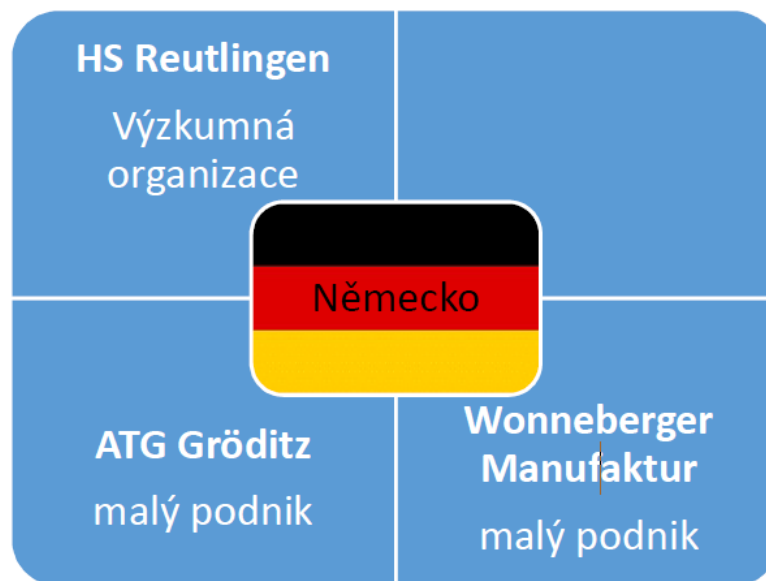 HS Reutlingen
Výzkumná
organizace
Německo
ATG Gröditz
malý podnik
Wonneberger
Manufaktur
malý podnik